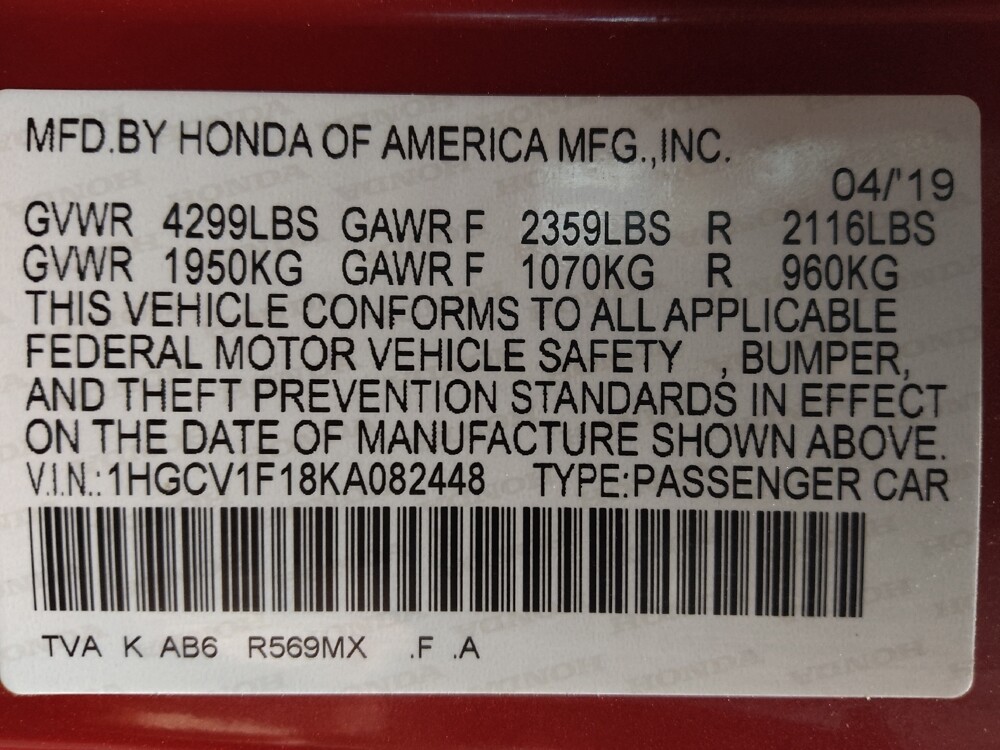 MFD.BY HONDA OF AMERICA MFG.,INC.
04/'19
GVWR 4299LBS GAWR F 2359LBS R 2116LBS
GVWR 1950KG GAWR F 1070KG R 960KG
THIS VEHICLE CONFORMS TO ALL APPLICABLE
FEDERAL MOTOR VEHICLE SAFETY , BUMPER,
AND THEFT PREVENTION STANDARDS IN EFFECT
ON THE DATE OF MANUFACTURE SHOWN ABOVE.
V.I.N.:1HGCV1F18KA082448 TYPE:PASSENGER CAR
TVA K AB6 R569MX .F .A